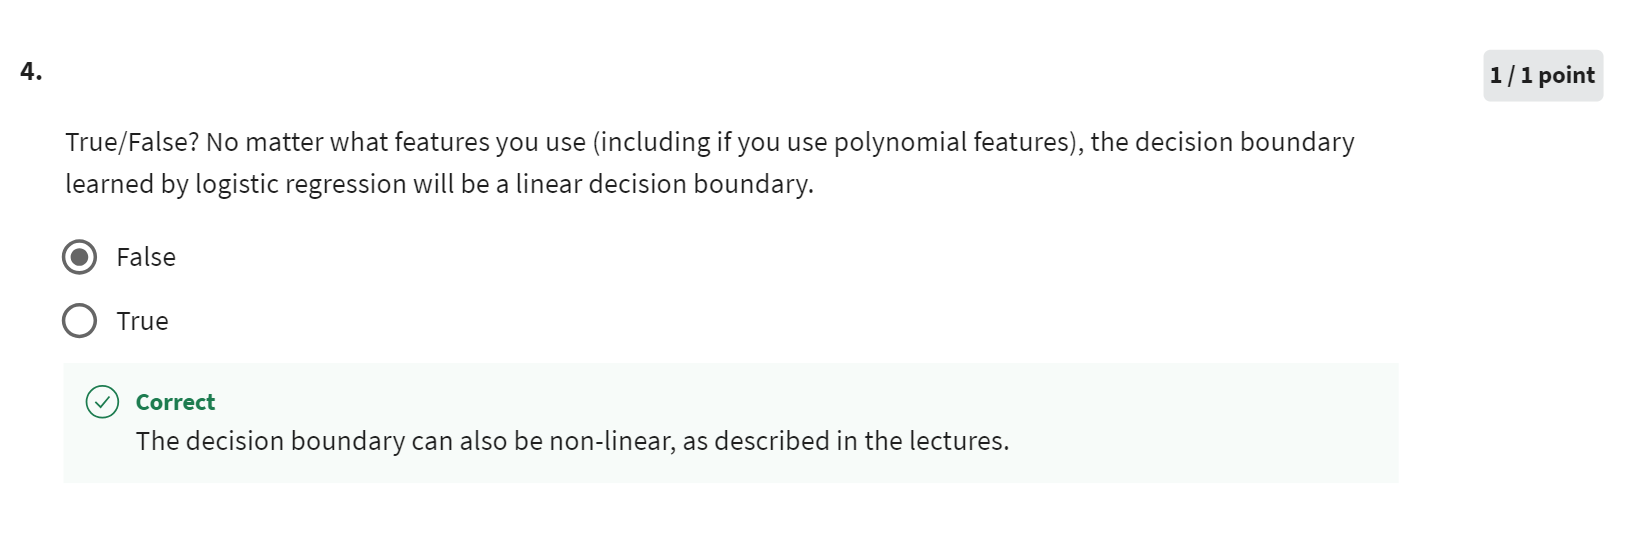 4.
1 / 1 point
True/False? No matter what features you use (including if you use polynomial features), the decision boundary
learned by logistic regression will be a linear decision boundary.
False
True
Correct
The decision boundary can also be non-linear, as described in the lectures.